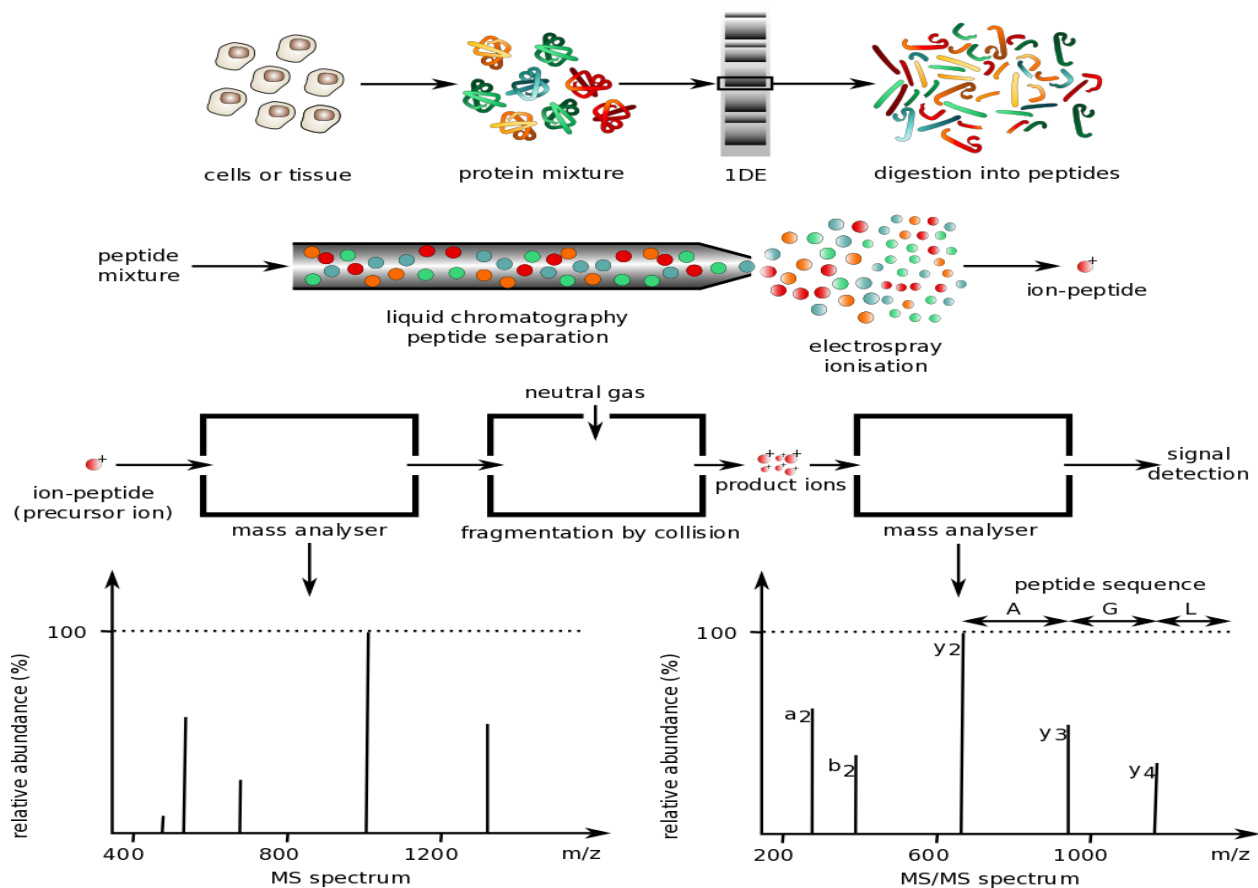 cells or tissue
protein mixture
1DE
digestion into peptides
peptide
mixture
liquid chromatography
peptide separation
electrospray
ionisation
+
ion-peptide
neutral gas
+
ion-peptide
(precursor ion)
mass analyser
fragmentation by collision
+ + +
+ + +
product ions
mass analyser
signal
detection
relative abundance (%)
100
400 800 1200 m/z
MS spectrum
relative abundance (%)
peptide sequence
A G L
100
y2
a2
b2
y3
y4
200 600 1000 m/z
MS/MS spectrum